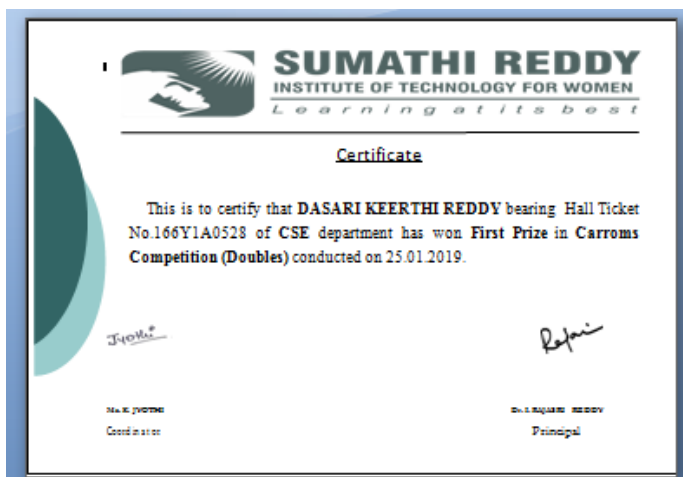 SUMATHI REDDY
INSTITUTE OF TECHNOLOGY FOR WOMEN
Learning at its best
Certificate
This is to certify that DASARI KEERTHI REDDY bearing Hall Ticket
No.166Y1A0528 of CSE department has won First Prize in Carroms
Competition (Doubles) conducted on 25.01.2019.
Jyothi
K. JYOTHI
REDDY
Coordinator
Principal